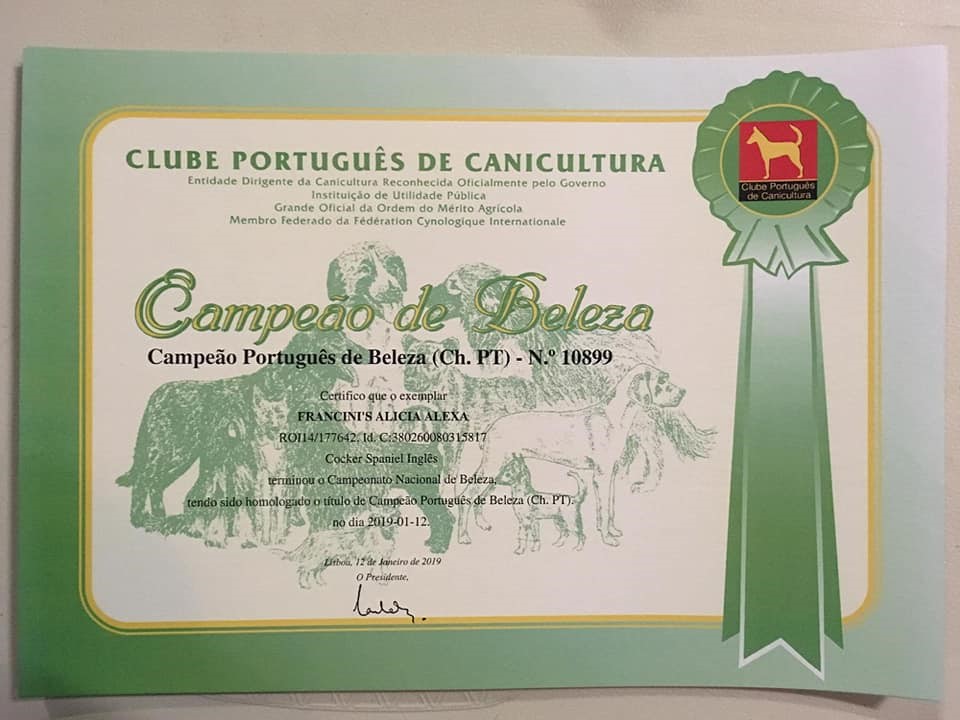 CLUBE PORTUGUÊS DE CANICULTURA
Entidade Dirigente da Canicultura Reconhecida Oficialmente pelo Governo
Instituição de Utilidade Pública
Grande Oficial da Ordem do Mérito Agrícola
Membro Federado da Fédération Cynologique Internationale
Clube Português
de Canicultura
Campeão de Beleza
Campeão Português de Beleza (Ch. PT) - N.º 10899
Certifico que o exemplar
FRANCINI'S ALICIA ALEXA
ROI14/177642, Id. C:380260080315817
Cocker Spaniel Inglês
terminou o Campeonato Nacional de Beleza,
tendo sido homologado o título de Campeão Português de Beleza (Ch. PT).
no dia 2019-01-12.
Lisboa, 12 de Janeiro de 2019
O Presidente,